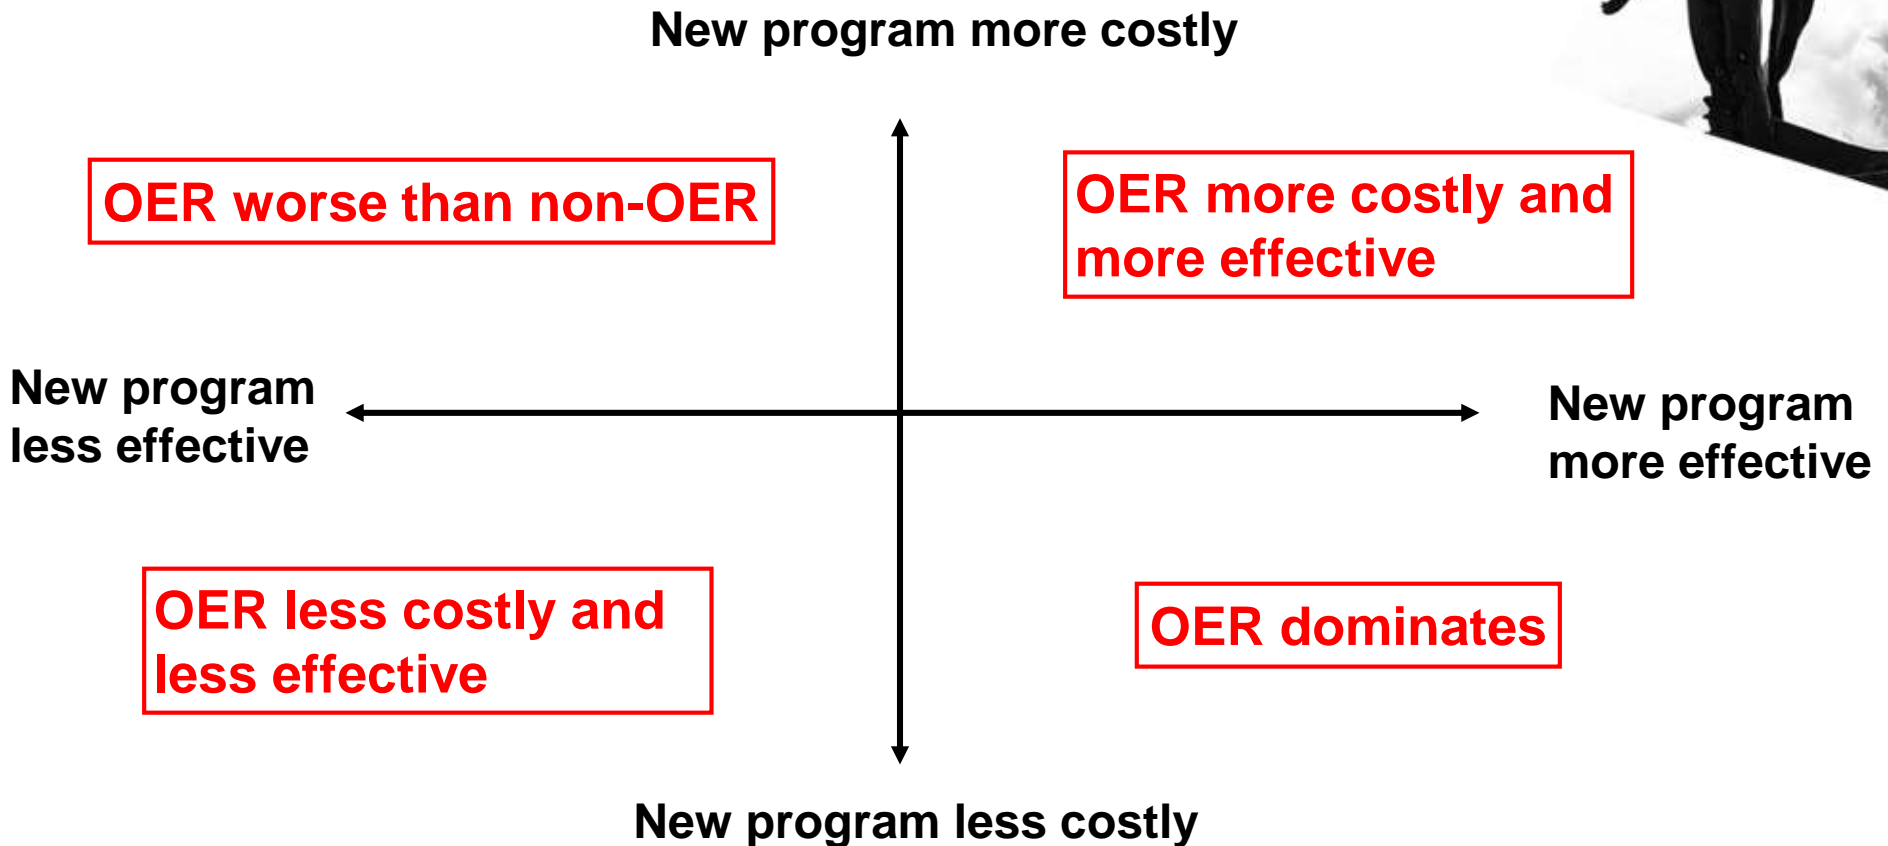 New program more costly
OER worse than non-OER
OER more costly and
more effective
New program
less effective
New program
more effective
OER less costly and
less effective
OER dominates
New program less costly